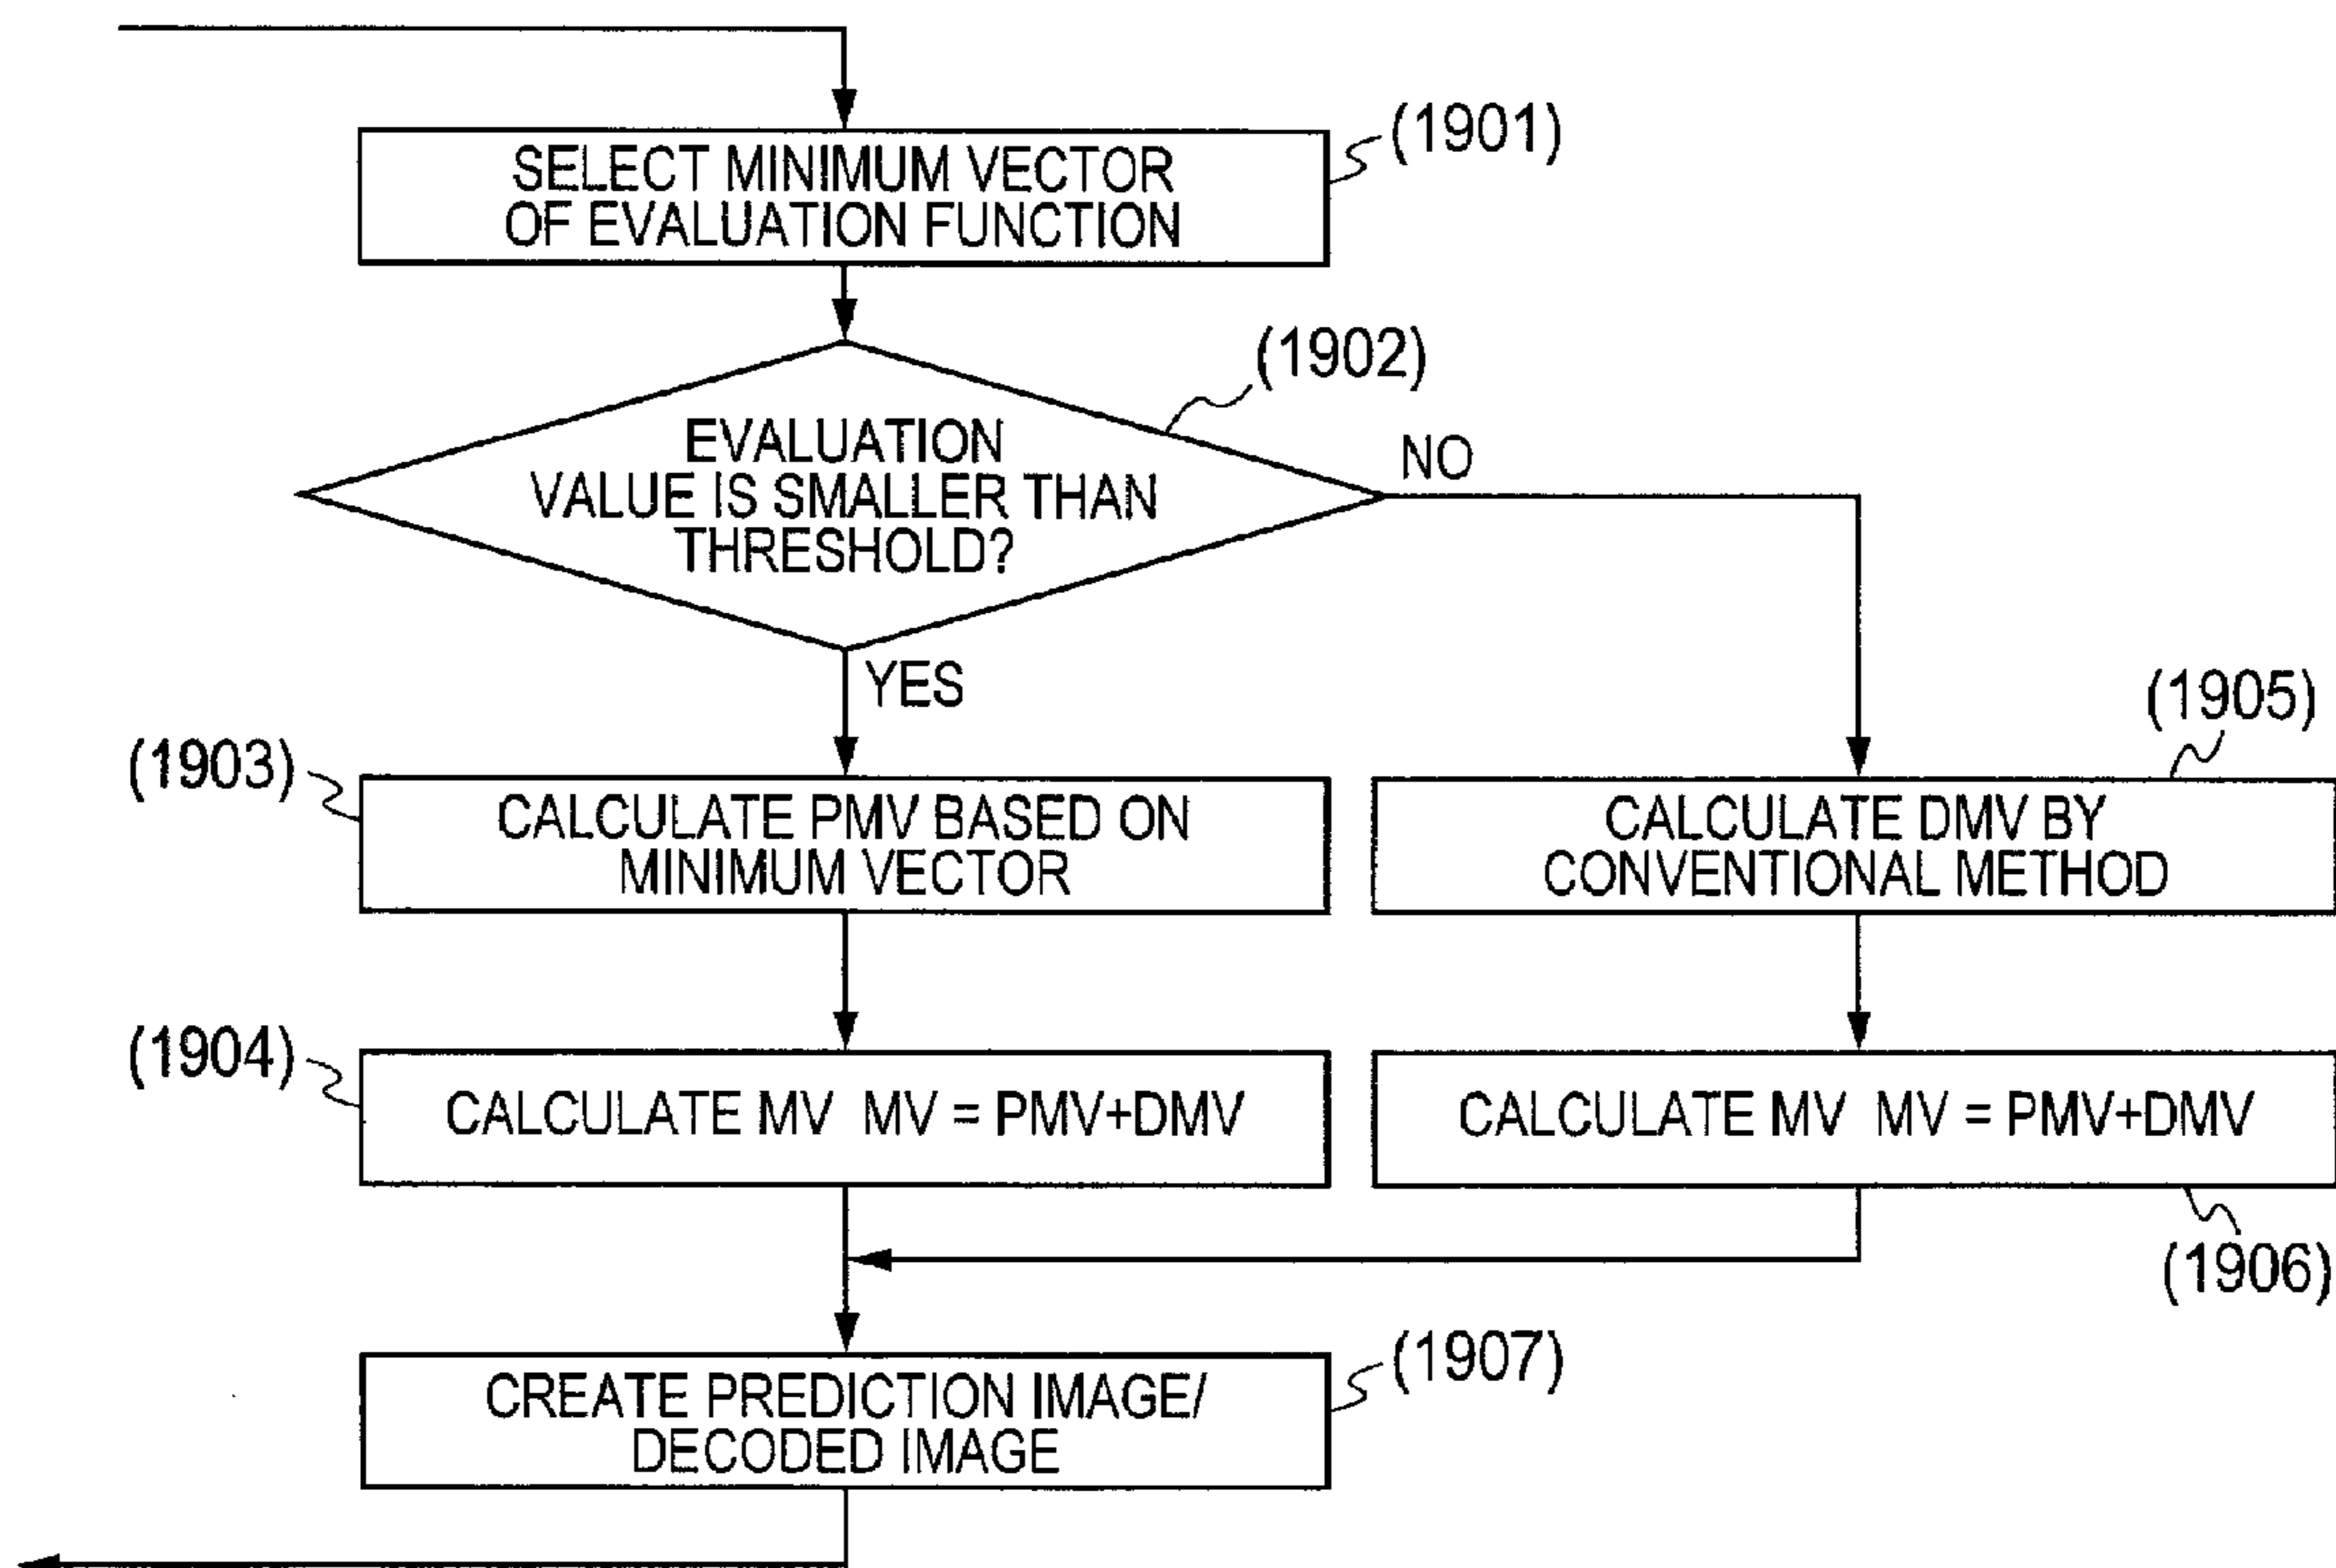 (1901)
SELECT MINIMUM VECTOR
OF EVALUATION FUNCTION
(1902)
EVALUATION
VALUE IS SMALLER THAN
THRESHOLD?
NO
YES
(1903)
CALCULATE PMV BASED ON
MINIMUM VECTOR
(1905)
CALCULATE DMV BY
CONVENTIONAL METHOD
(1904)
CALCULATE MV MV = PMV+DMV
CALCULATE MV MV = PMV+DMV
(1906)
(1907)
CREATE PREDICTION IMAGE/
DECODED IMAGE